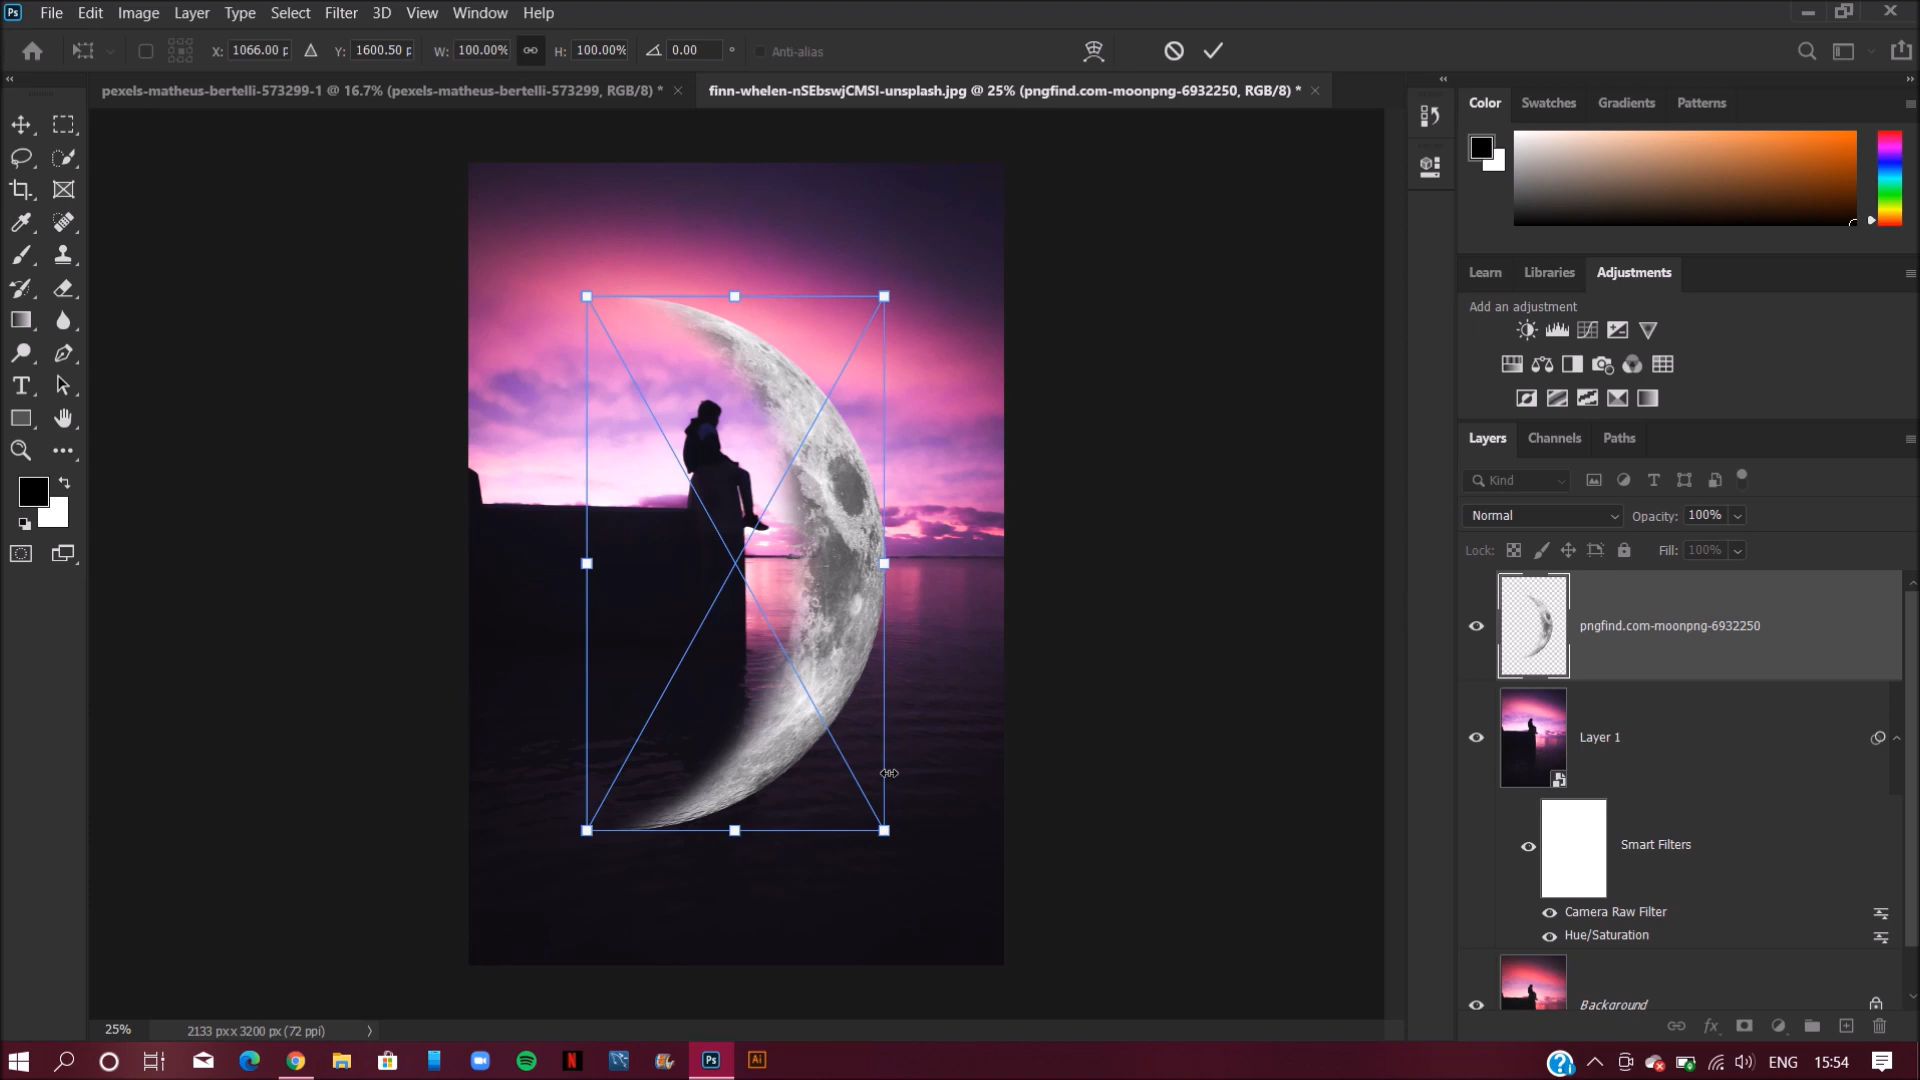 Ps File Edit Image Layer Type Select Filter 3D View Window Help
X: 1066.00 p Y: 1600.50 p W: 100.00% H: 100.00% 0.00 ° Anti-alias
pexels-matheus-bertelli-573299-1 @ 16.7% (pexels-matheus-bertelli-573299, RGB/8) * finn-whelen-nSEbswjCMSI-unsplash.jpg @ 25% (pngfind.com-moonpng-6932250, RGB/8) *
Color Swatches Gradients Patterns
Learn Libraries Adjustments
Add an adjustment
Layers Channels Paths
Kind
Normal Opacity: 100%
Lock: Fill: 100%
pngfind.com-moonpng-6932250
Layer 1
Smart Filters
Camera Raw Filter
Hue/Saturation
Background
fx
25% 2133 px x 3200 px (72 ppi)
Ps Ai ENG 15:54